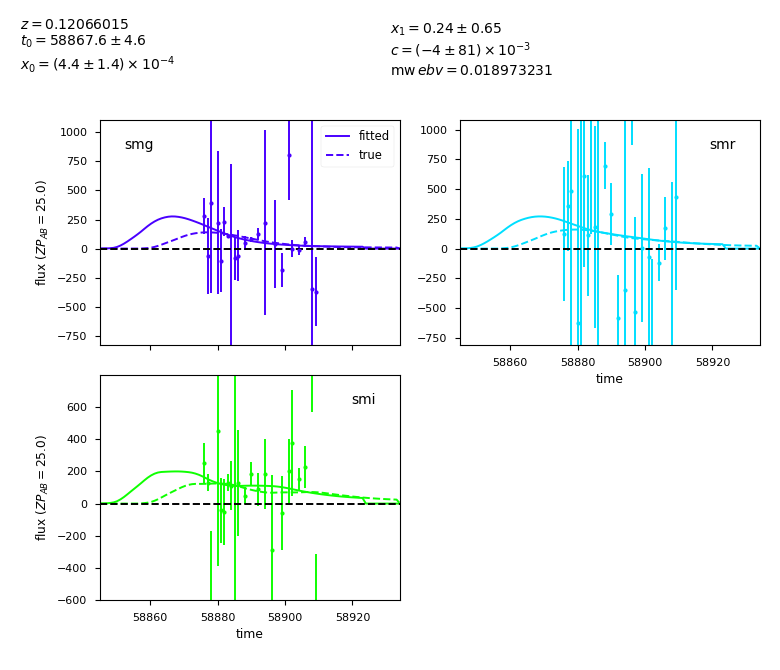 z = 0.12066015
t₀ = 58867.6 ± 4.6
x₀ = (4.4 ± 1.4) × 10⁻⁴
x₁ = 0.24 ± 0.65
c = (−4 ± 81) × 10⁻³
mw ebv = 0.018973231
smg
fitted
true
1000
750
500
250
0
−250
−500
−750
flux (ZP_AB = 25.0)
smr
1000
750
500
250
0
−250
−500
−750
58860 58880 58900 58920
time
smi
600
400
200
0
−200
−400
−600
flux (ZP_AB = 25.0)
58860 58880 58900 58920
time